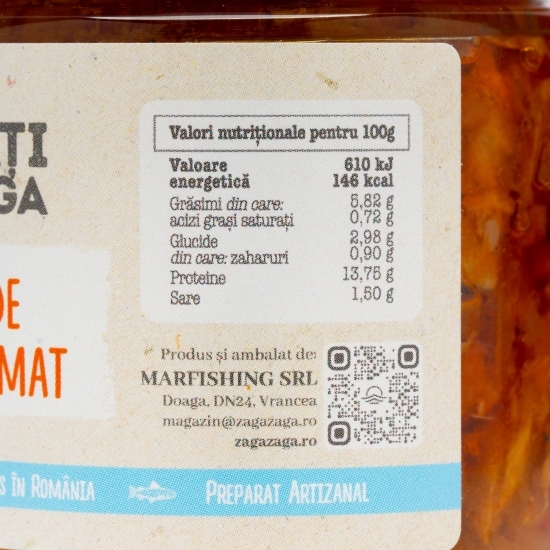 ȚI
GA
DE
MAT
Valori nutriționale pentru 100g
Valoare 610 kJ
energetică 146 kcal
Grăsimi din care: 5,82 g
acizi grași saturați 0,72 g
Glucide 2,98 g
din care: zaharuri 0,90 g
Proteine 13,75 g
Sare 1,50 g
Produs și ambalat de:
MARFISHING SRL
Doaga, DN24, Vrancea
magazin@zagazaga.ro
zagazaga.ro
S ÎN ROMÂNIA PREPARAT ARTIZANAL